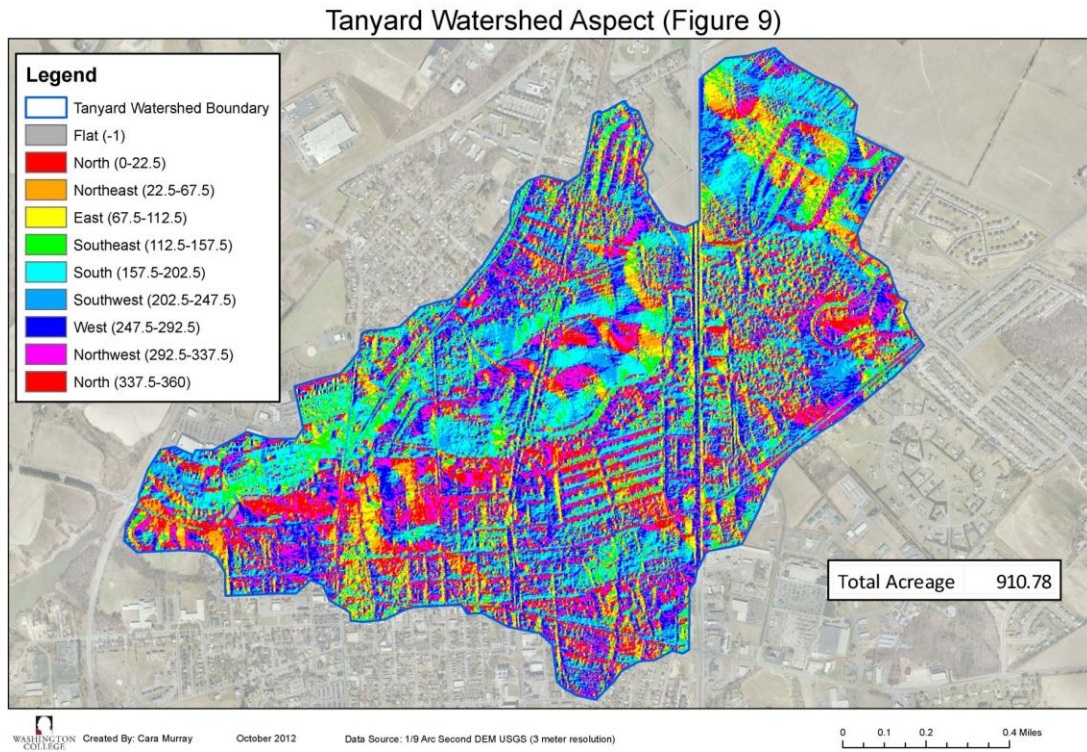 Tanyard Watershed Aspect (Figure 9)
Legend
Tanyard Watershed Boundary
Flat (-1)
North (0-22.5)
Northeast (22.5-67.5)
East (67.5-112.5)
Southeast (112.5-157.5)
South (157.5-202.5)
Southwest (202.5-247.5)
West (247.5-292.5)
Northwest (292.5-337.5)
North (337.5-360)
Total Acreage 910.78
WASHINGTON
COLLEGE
Created By: Cara Murray October 2012 Data Source: 1/9 Arc Second DEM USGS (3 meter resolution)
0 0.1 0.2 0.4 Miles